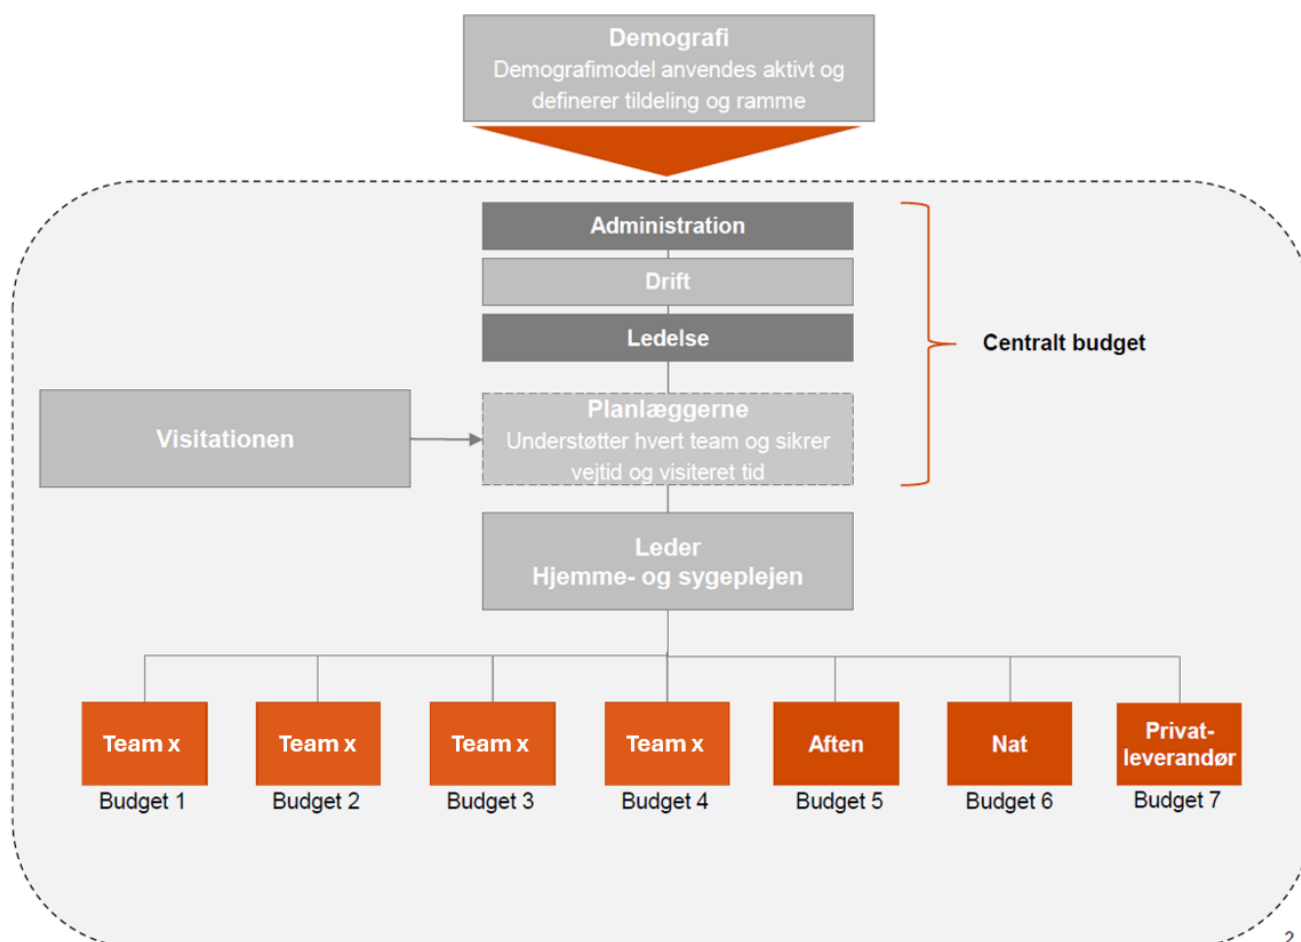 Demografi
Demografimodel anvendes aktivt og
definerer tildeling og ramme
Administration
Drift
Ledelse
Centralt budget
Visitationen
Planlæggerne
Understøtter hvert team og sikrer
vejtid og visiteret tid
Leder
Hjemme- og sygeplejen
Team x
Budget 1
Team x
Budget 2
Team x
Budget 3
Team x
Budget 4
Aften
Budget 5
Nat
Budget 6
Privat-
leverandør
Budget 7
2